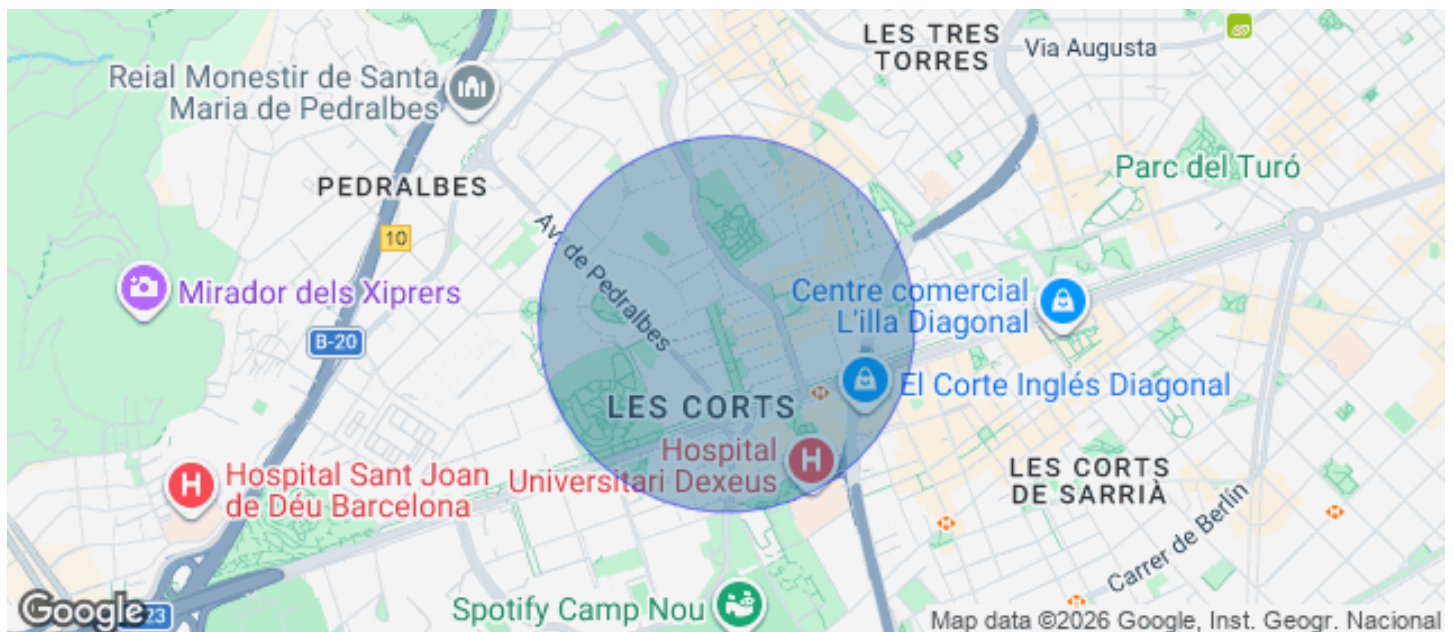 LES TRES
TORRES
Via Augusta
Reial Monestir de Santa
Maria de Pedralbes
Parc del Turó
PEDRALBES
10
Av. de Pedralbes
Mirador dels Xiprers
Centre comercial
L'illa Diagonal
B-20
El Corte Inglés Diagonal
LES CORTS
Hospital
Universitari Dexeus
H
LES CORTS
DE SARRIÀ
H
Hospital Sant Joan
de Déu Barcelona
Carrer de Berlín
Spotify Camp Nou
Google
23
Map data ©2026 Google, Inst. Geogr. Nacional